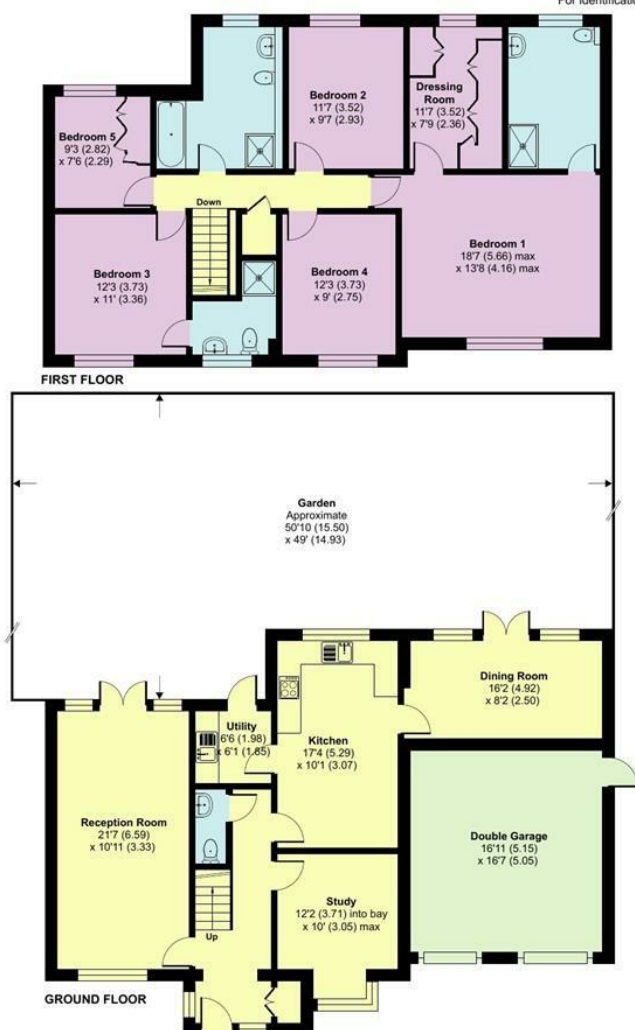 For identificatio
Bedroom 2
11'7 (3.52)
x 9'7 (2.93)
Dressing
Room
11'7 (3.52)
x 7'9 (2.36)
Bedroom 5
9'3 (2.82)
x 7'6 (2.29)
Down
Bedroom 3
12'3 (3.73)
x 11' (3.36)
Bedroom 4
12'3 (3.73)
x 9' (2.75)
Bedroom 1
18'7 (5.66) max
x 13'8 (4.16) max
FIRST FLOOR
Garden
Approximate
50'10 (15.50)
x 49' (14.93)
Dining Room
16'2 (4.92)
x 8'2 (2.50)
Utility
6'6 (1.98)
x 6'1 (1.85)
Kitchen
17'4 (5.29)
x 10'1 (3.07)
Reception Room
21'7 (6.59)
x 10'11 (3.33)
Double Garage
16'11 (5.15)
x 16'7 (5.05)
Study
12'2 (3.71) into bay
x 10' (3.05) max
Up
GROUND FLOOR